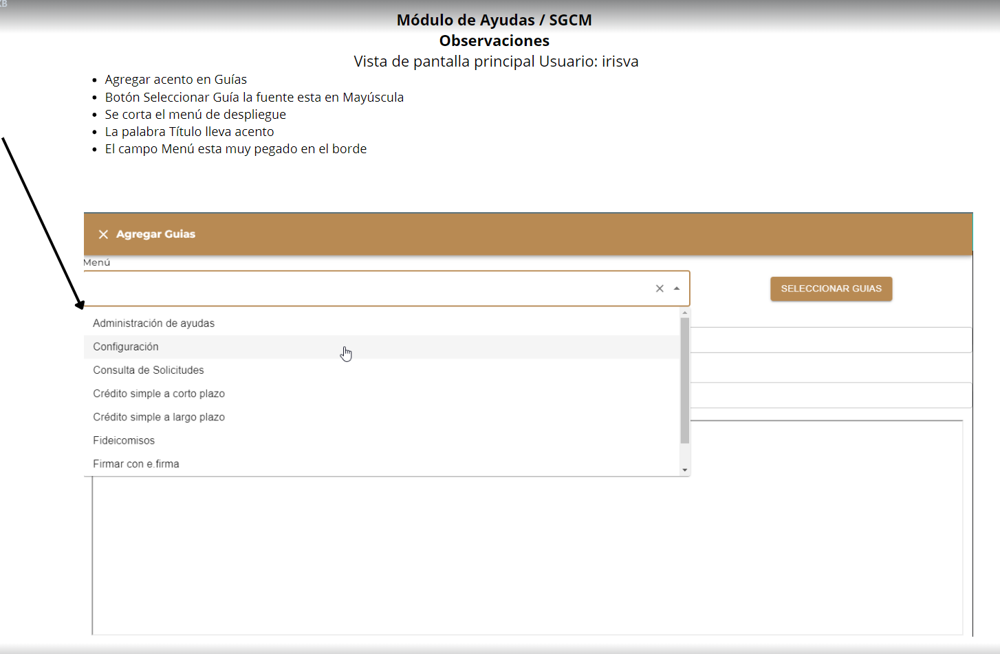 Módulo de Ayudas / SGCM
Observaciones
Vista de pantalla principal Usuario: irisva
• Agregar acento en Guías
• Botón Seleccionar Guía la fuente esta en Mayúscula
• Se corta el menú de despliegue
• La palabra Título lleva acento
• El campo Menú esta muy pegado en el borde
Agregar Guias
Menú
SELECCIONAR GUIAS
Administración de ayudas
Configuración
Consulta de Solicitudes
Crédito simple a corto plazo
Crédito simple a largo plazo
Fideicomisos
Firmar con e.firma